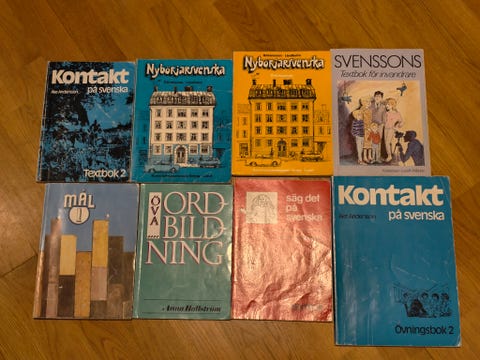 Kontakt
på svenska
Åke Andersson
Textbok 2
Nybörjarsvenska
Nybörjarsvenska
SVENSSONS
Textbok för invandrare
MÅL
1
ÖVA
ORD
BILD
NING
Anna Hallström
säg det
på
svenska
Kontakt
på svenska
Åke Andersson
Övningsbok 2